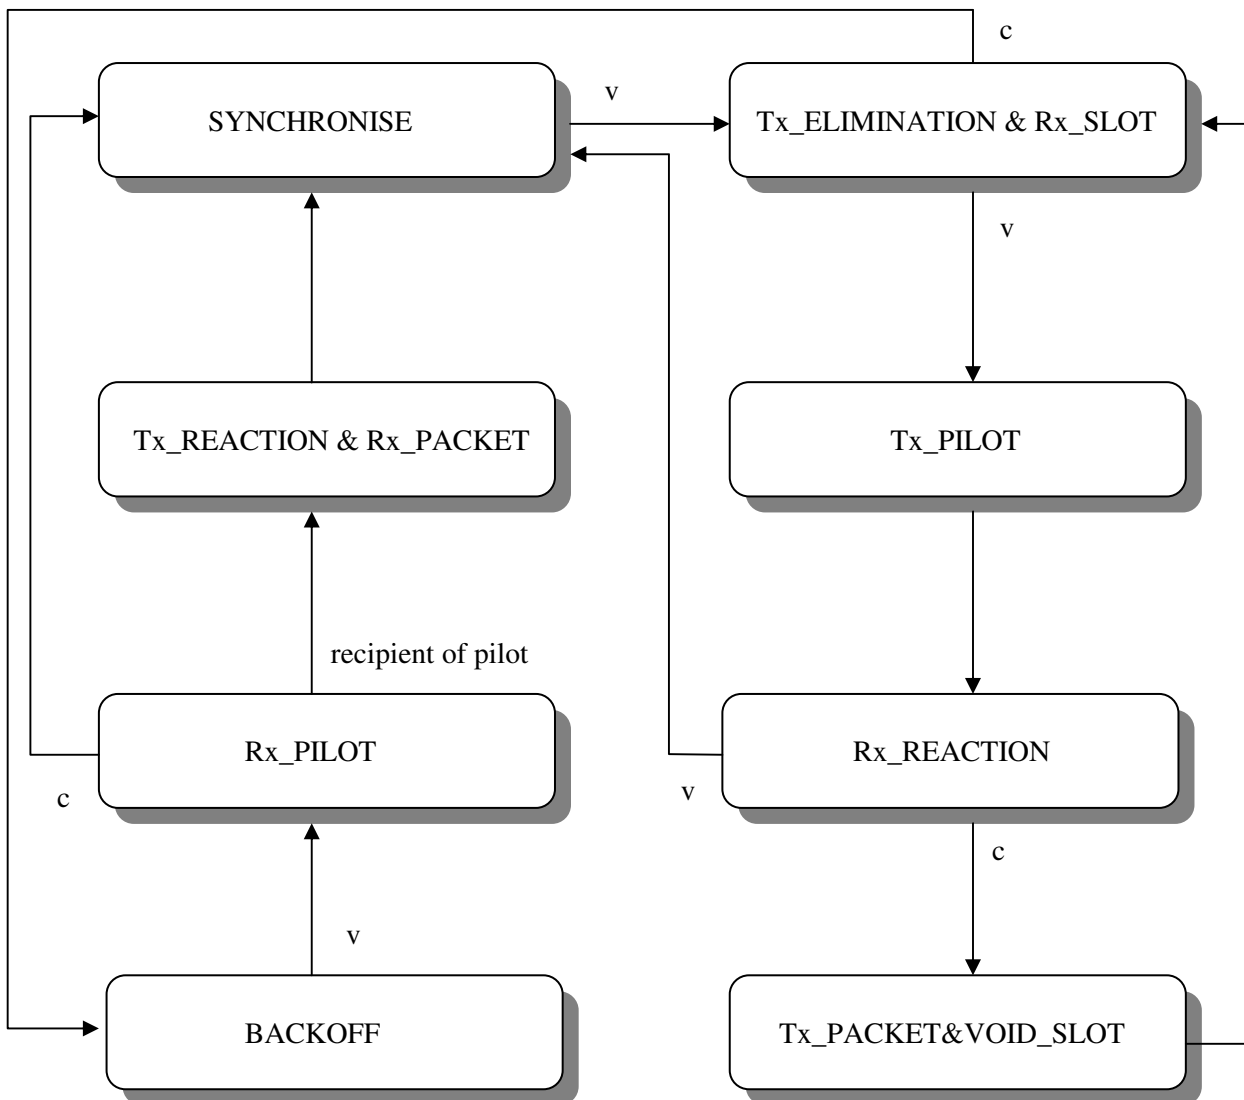 c
SYNCHRONISE
v
Tx_ELIMINATION & Rx_SLOT
v
Tx_REACTION & Rx_PACKET
Tx_PILOT
recipient of pilot
Rx_PILOT
Rx_REACTION
c
v
c
v
BACKOFF
Tx_PACKET&VOID_SLOT